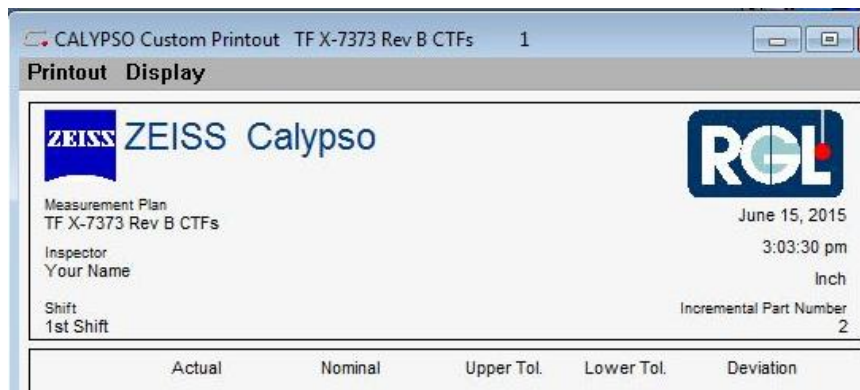 CALYPSO Custom Printout TF X-7373 Rev B CTFs 1
Printout Display
ZEISS ZEISS Calypso
RGL
Measurement Plan
TF X-7373 Rev B CTFs
June 15, 2015
Inspector
3:03:30 pm
Your Name
Inch
Shift
Incremental Part Number
1st Shift
2
Actual Nominal Upper Tol. Lower Tol. Deviation